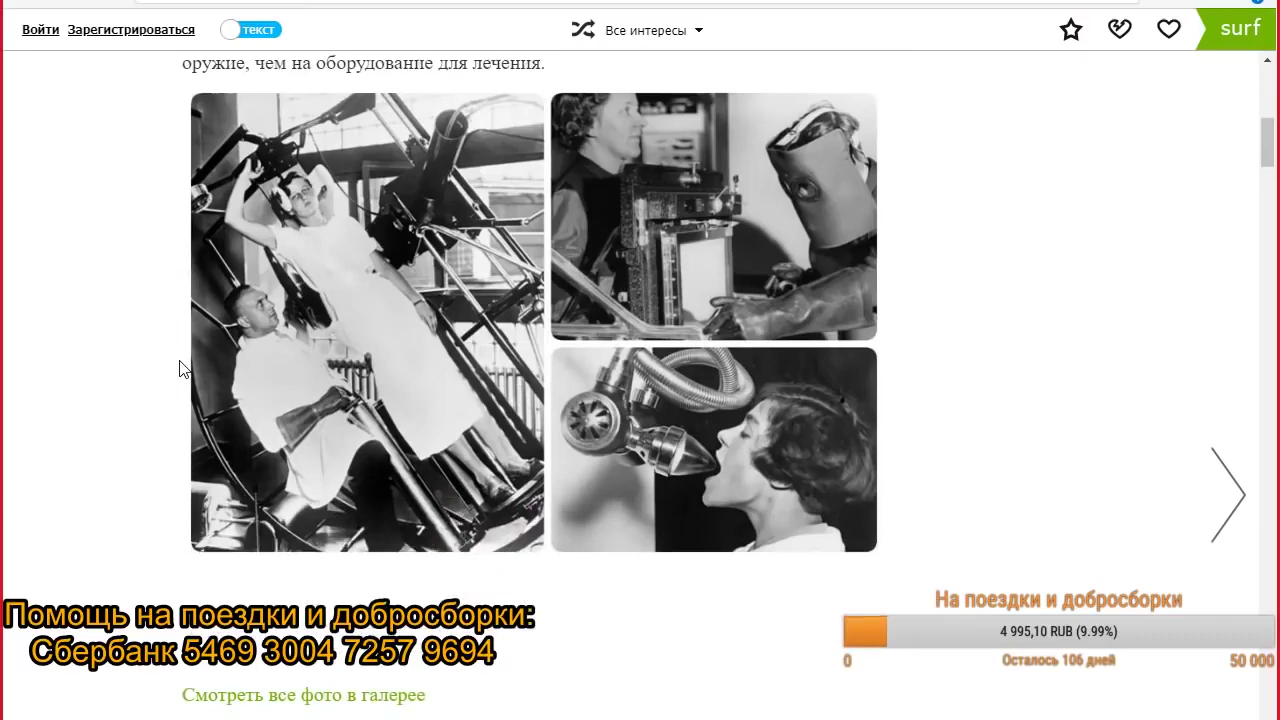 Войти Зарегистрироваться текст Все интересы surf
оружие, чем на оборудование для лечения.
Помощь на поездки и добросборки:
Сбербанк 5469 3004 7257 9694
На поездки и добросборки
4 995,10 RUB (9.99%)
0 Осталось 106 дней 50 000
Смотреть все фото в галерее